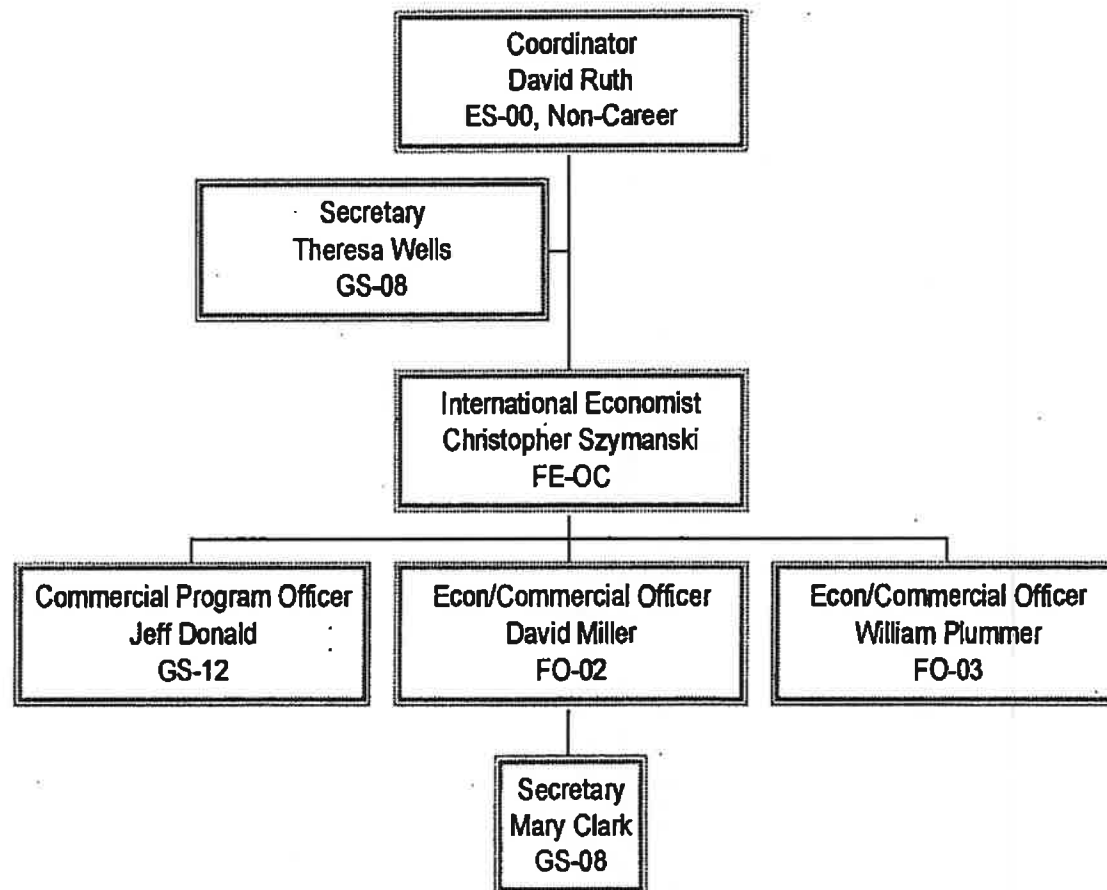 Coordinator
David Ruth
ES-00, Non-Career
Secretary
Theresa Wells
GS-08
International Economist
Christopher Szymanski
FE-OC
Commercial Program Officer
Jeff Donald
GS-12
Econ/Commercial Officer
David Miller
FO-02
Econ/Commercial Officer
William Plummer
FO-03
Secretary
Mary Clark
GS-08